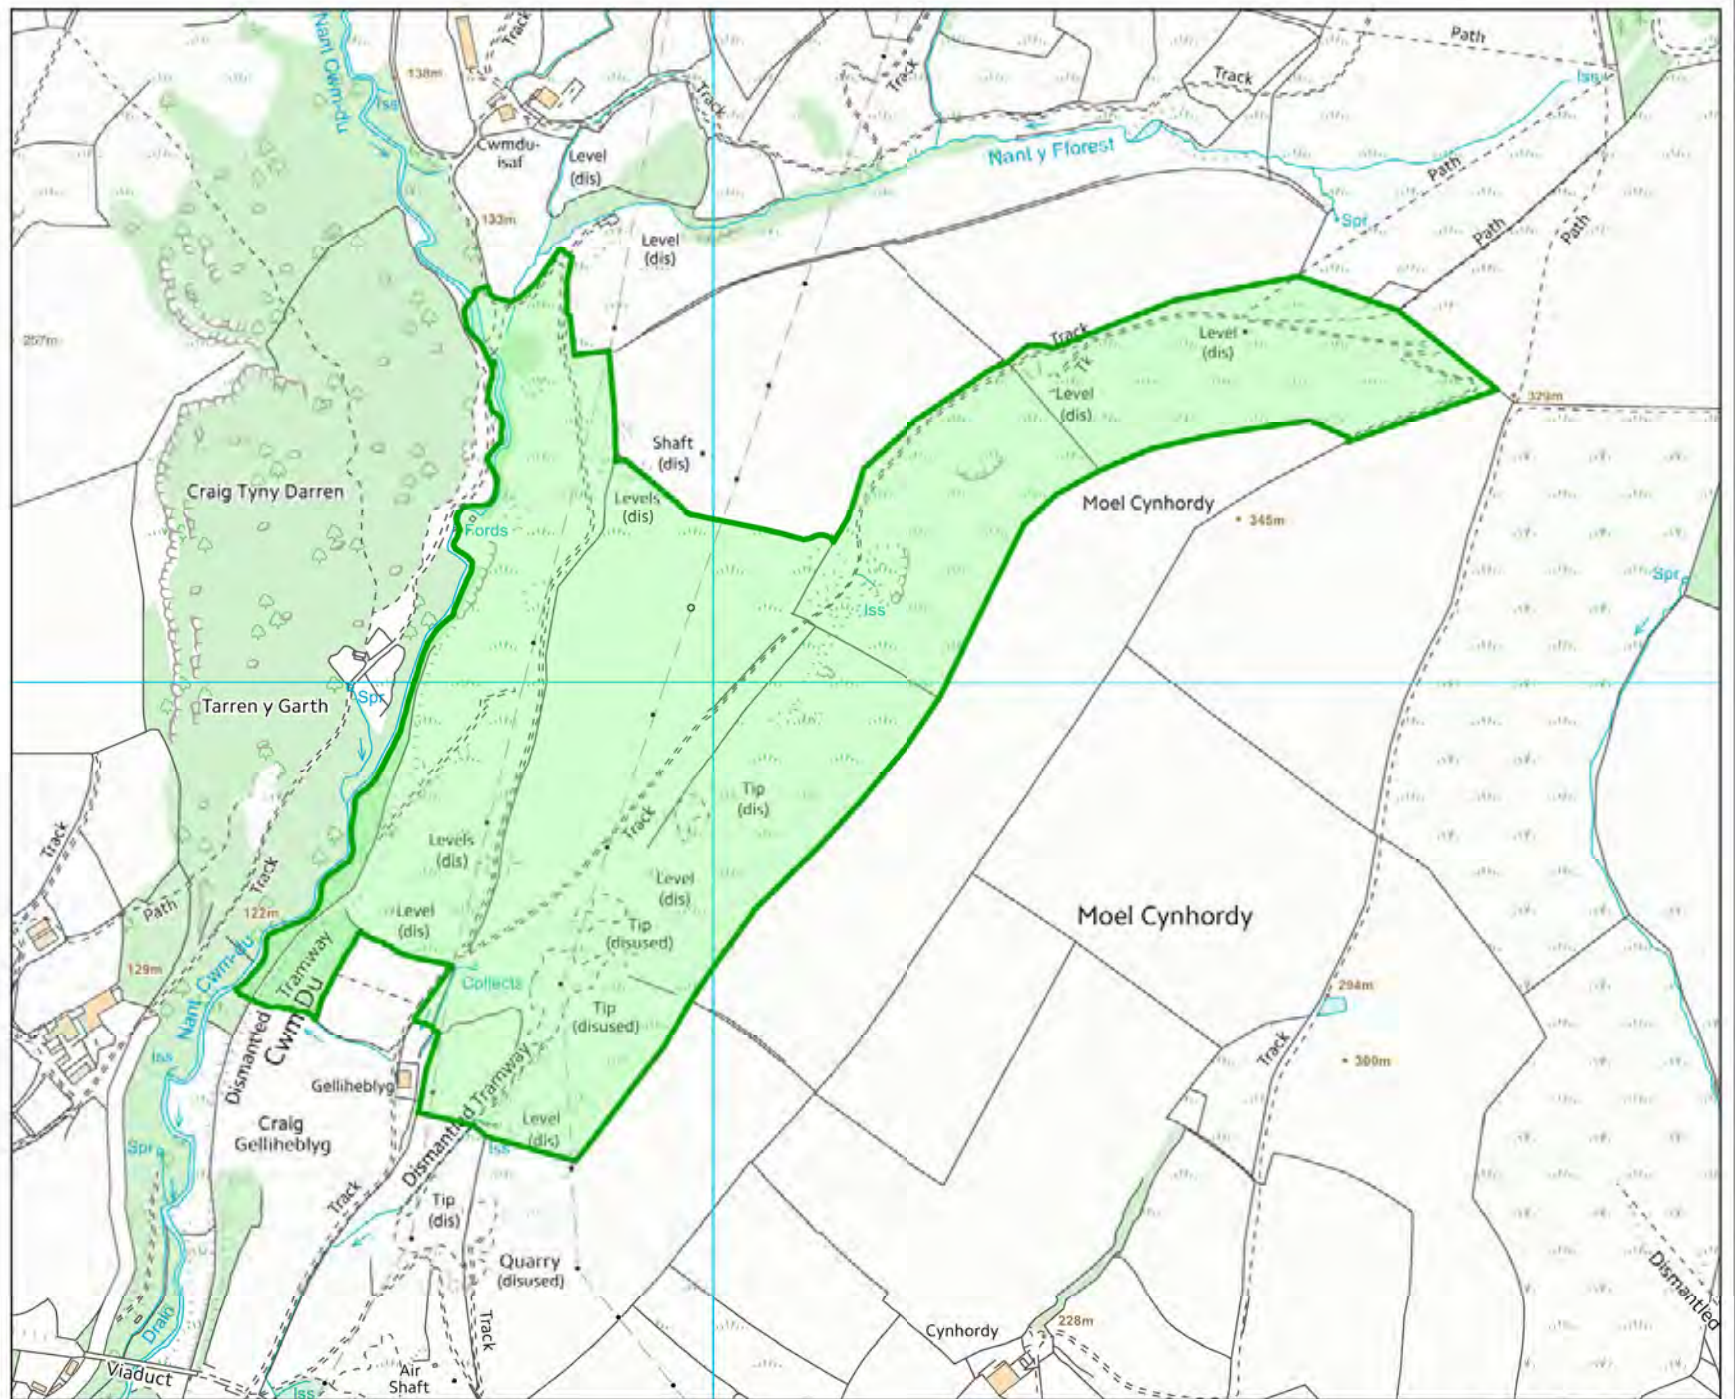 Nant Cwm-du
Track
Iss
138m
Track
Track
Track
Path
Iss
Cwmdu-
isaf
Level
(dis)
Nant y Fforest
Path
133m
Spr
Path
Path
Level
(dis)
257m
Track
Tk
Level
(dis)
Level
(dis)
329m
Shaft
(dis)
Craig Tyny Darren
Levels
(dis)
Moel Cynhordy
345m
Fords
Spr
Iss
Spr
Tarren y Garth
Tip
(dis)
Track
Levels
(dis)
Track
Track
Level
(dis)
Path
122m
Level
(dis)
Tip
(disused)
Moel Cynhordy
129m
Nant Cwm-du
Tramway
Dismantled
Cwm Du
Collects
Tip
(disused)
294m
Track
300m
Iss
Gelliheblyg
Dismantled Tramway
Craig
Gelliheblyg
Level
(dis)
Spr
Iss
Track
Tip
(dis)
Quarry
(disused)
Dismantled
Drain
Track
Cynhordy
228m
Viaduct
Air
Shaft
Iss